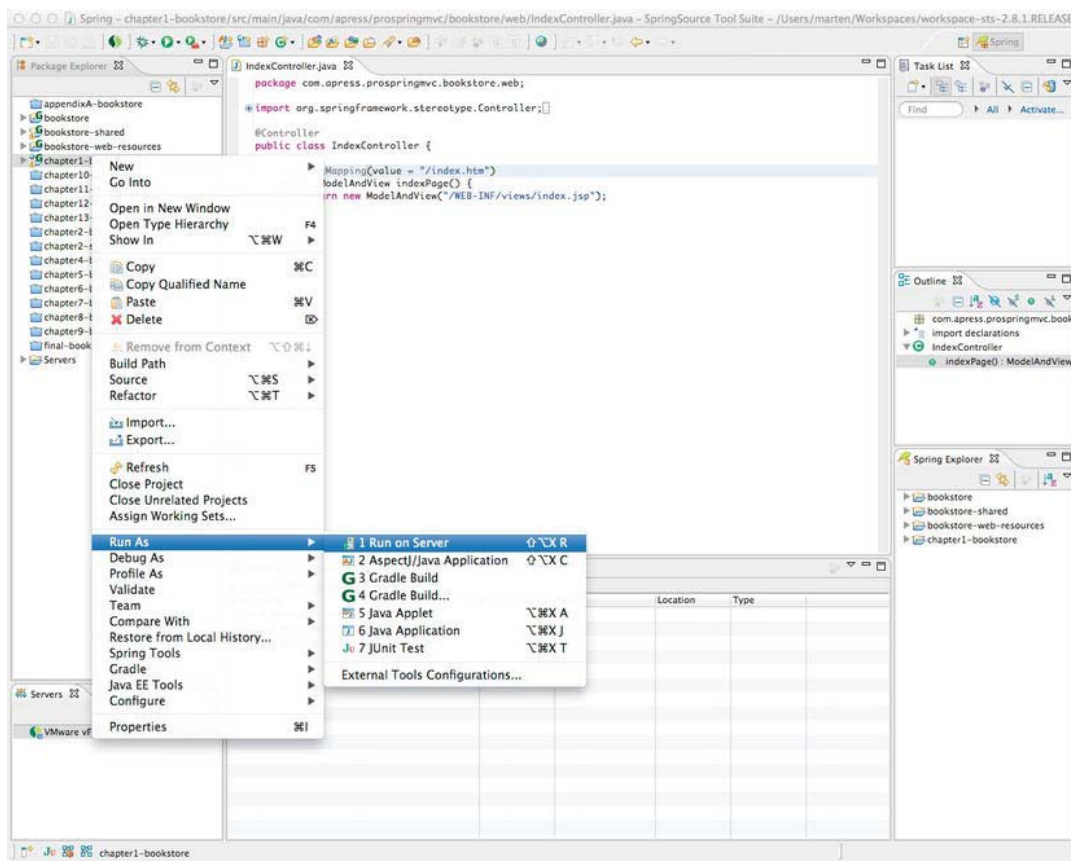 Spring – chapter1-bookstore/src/main/java/com/apress/prospringmvc/bookstore/web/IndexController.java – SpringSource Tool Suite – /Users/marten/Workspaces/workspace-sts-2.8.1.RELEASE
Spring
Package Explorer
appendixA-bookstore
bookstore
bookstore-shared
bookstore-web-resources
chapter1-
chapter10-
chapter11-
chapter12-
chapter13-
chapter2-
chapter2-
chapter4-
chapter5-
chapter6-
chapter7-
chapter8-
chapter9-
final-book
Servers
IndexController.java
package com.apress.prospringmvc.bookstore.web;
import org.springframework.stereotype.Controller;
@Controller
public class IndexController {
Mapping(value = "/index.htm")
ModelAndView indexPage() {
rn new ModelAndView("/WEB-INF/views/index.jsp");
New
Go Into
Open in New Window
Open Type Hierarchy F4
Show In ⌥⌘W
Copy ⌘C
Copy Qualified Name
Paste ⌘V
Delete ⌦
Remove from Context ⌥⇧⌘↓
Build Path
Source ⌥⌘S
Refactor ⌥⌘T
Import...
Export...
Refresh F5
Close Project
Close Unrelated Projects
Assign Working Sets...
Run As
Debug As
Profile As
Validate
Team
Compare With
Restore from Local History...
Spring Tools
Gradle
Java EE Tools
Configure
Properties ⌘I
1 Run on Server ⇧⌥X R
2 AspectJ/Java Application ⇧⌥X C
3 Gradle Build
4 Gradle Build...
5 Java Applet ⌥⌘X A
6 Java Application ⌥⌘X J
7 JUnit Test ⌥⌘X T
External Tools Configurations...
Location Type
Task List
Find All Activate...
Outline
com.apress.prospringmvc.book
import declarations
IndexController
indexPage() : ModelAndView
Spring Explorer
bookstore
bookstore-shared
bookstore-web-resources
chapter1-bookstore
Servers
VMware vF
chapter1-bookstore